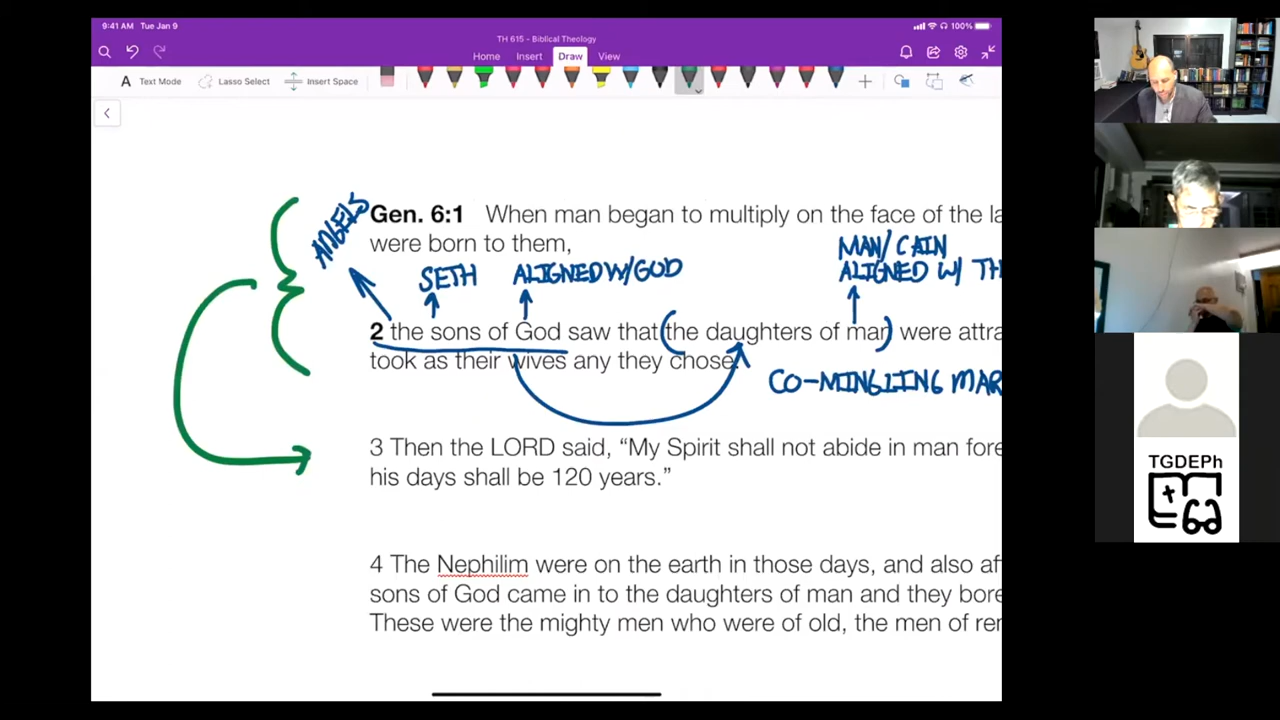 9:41 AM Tue Jan 9
100%
TH 615 - Biblical Theology
Home Insert Draw View
A Text Mode Lasso Select Insert Space
ANGELS
Gen. 6:1 When man began to multiply on the face of the la
were born to them,
MAN/CAIN
SETH ALIGNED W/GOD ALIGNED W/ TH
2 the sons of God saw that (the daughters of man) were attra
took as their wives any they chose.
CO-MINGLING MAR
3 Then the LORD said, “My Spirit shall not abide in man fore
his days shall be 120 years.”
4 The Nephilim were on the earth in those days, and also af
sons of God came in to the daughters of man and they bore
These were the mighty men who were of old, the men of ren
TGDEPh